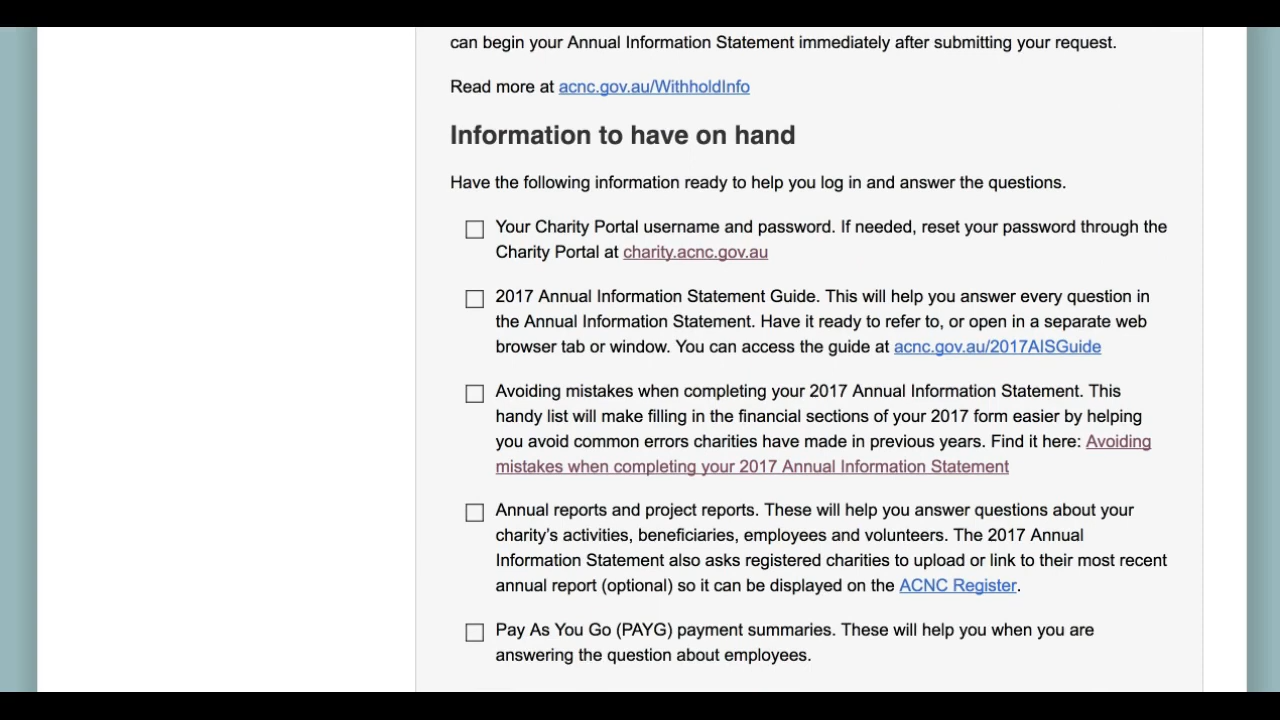 can begin your Annual Information Statement immediately after submitting your request.
Read more at acnc.gov.au/WithholdInfo
Information to have on hand
Have the following information ready to help you log in and answer the questions.
Your Charity Portal username and password. If needed, reset your password through the
Charity Portal at charity.acnc.gov.au
2017 Annual Information Statement Guide. This will help you answer every question in
the Annual Information Statement. Have it ready to refer to, or open in a separate web
browser tab or window. You can access the guide at acnc.gov.au/2017AISGuide
Avoiding mistakes when completing your 2017 Annual Information Statement. This
handy list will make filling in the financial sections of your 2017 form easier by helping
you avoid common errors charities have made in previous years. Find it here: Avoiding
mistakes when completing your 2017 Annual Information Statement
Annual reports and project reports. These will help you answer questions about your
charity’s activities, beneficiaries, employees and volunteers. The 2017 Annual
Information Statement also asks registered charities to upload or link to their most recent
annual report (optional) so it can be displayed on the ACNC Register.
Pay As You Go (PAYG) payment summaries. These will help you when you are
answering the question about employees.